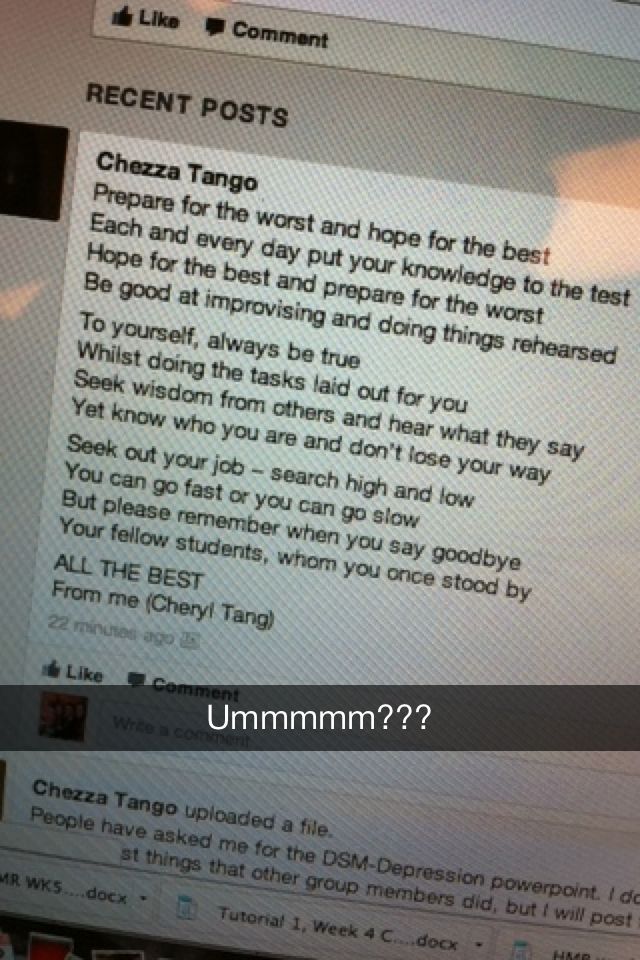 Like Comment
RECENT POSTS
Chezza Tango
Prepare for the worst and hope for the best
Each and every day put your knowledge to the test
Hope for the best and prepare for the worst
Be good at improvising and doing things rehearsed
To yourself, always be true
Whilst doing the tasks laid out for you
Seek wisdom from others and hear what they say
Yet know who you are and don't lose your way
Seek out your job – search high and low
You can go fast or you can go slow
But please remember when you say goodbye
Your fellow students, whom you once stood by
ALL THE BEST
From me (Cheryl Tang)
22 minutes ago
Like Comment
Ummmmm???
Write a comment
Chezza Tango uploaded a file.
People have asked me for the DSM-Depression powerpoint. I
st things that other group members did, but I will post
MR WK5....docx
Tutorial 1, Week 4 C....docx
HMR